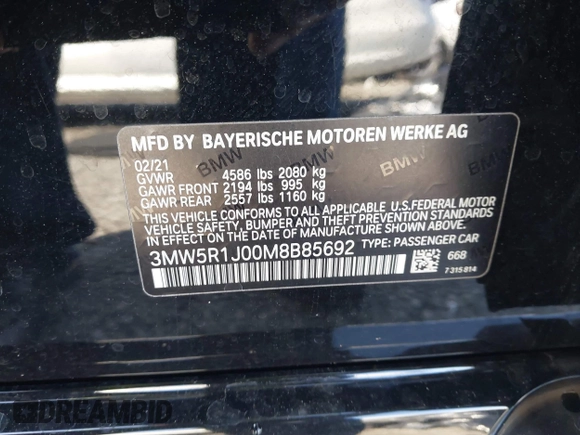 MFD BY BAYERISCHE MOTOREN WERKE AG
02/21
GVWR 4586 lbs 2080 kg
GAWR FRONT 2194 lbs 995 kg
GAWR REAR 2557 lbs 1160 kg
THIS VEHICLE CONFORMS TO ALL APPLICABLE U.S.FEDERAL MOTOR
VEHICLE SAFETY, BUMPER AND THEFT PREVENTION STANDARDS
IN EFFECT ON THE DATE OF MANUFACTURE SHOWN ABOVE.
3MW5R1J00M8B85692 TYPE: PASSENGER CAR
668
7 315 814
BMW
BMW
BMW
DREAMBID